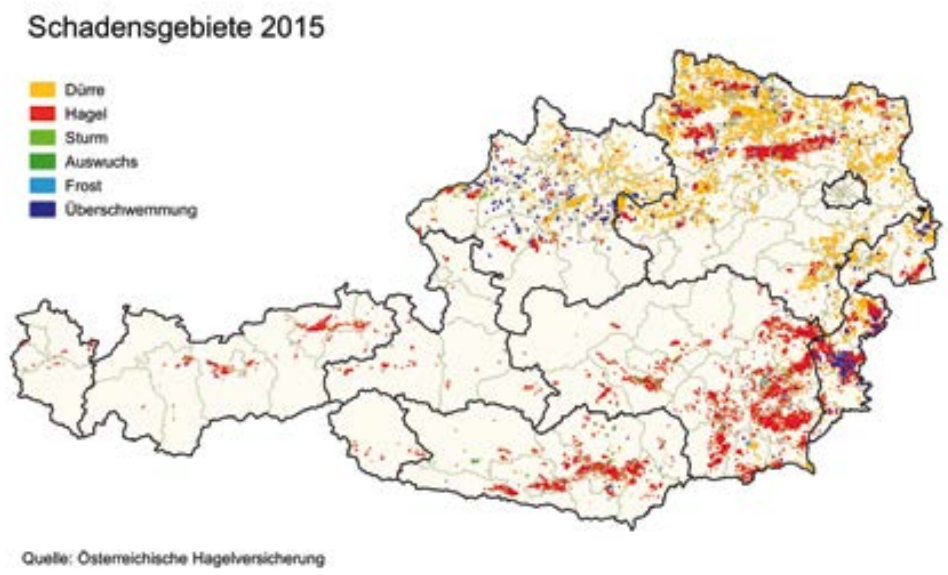 Schadensgebiete 2015
Dürre
Hagel
Sturm
Auswuchs
Frost
Überschwemmung
Quelle: Österreichische Hagelversicherung